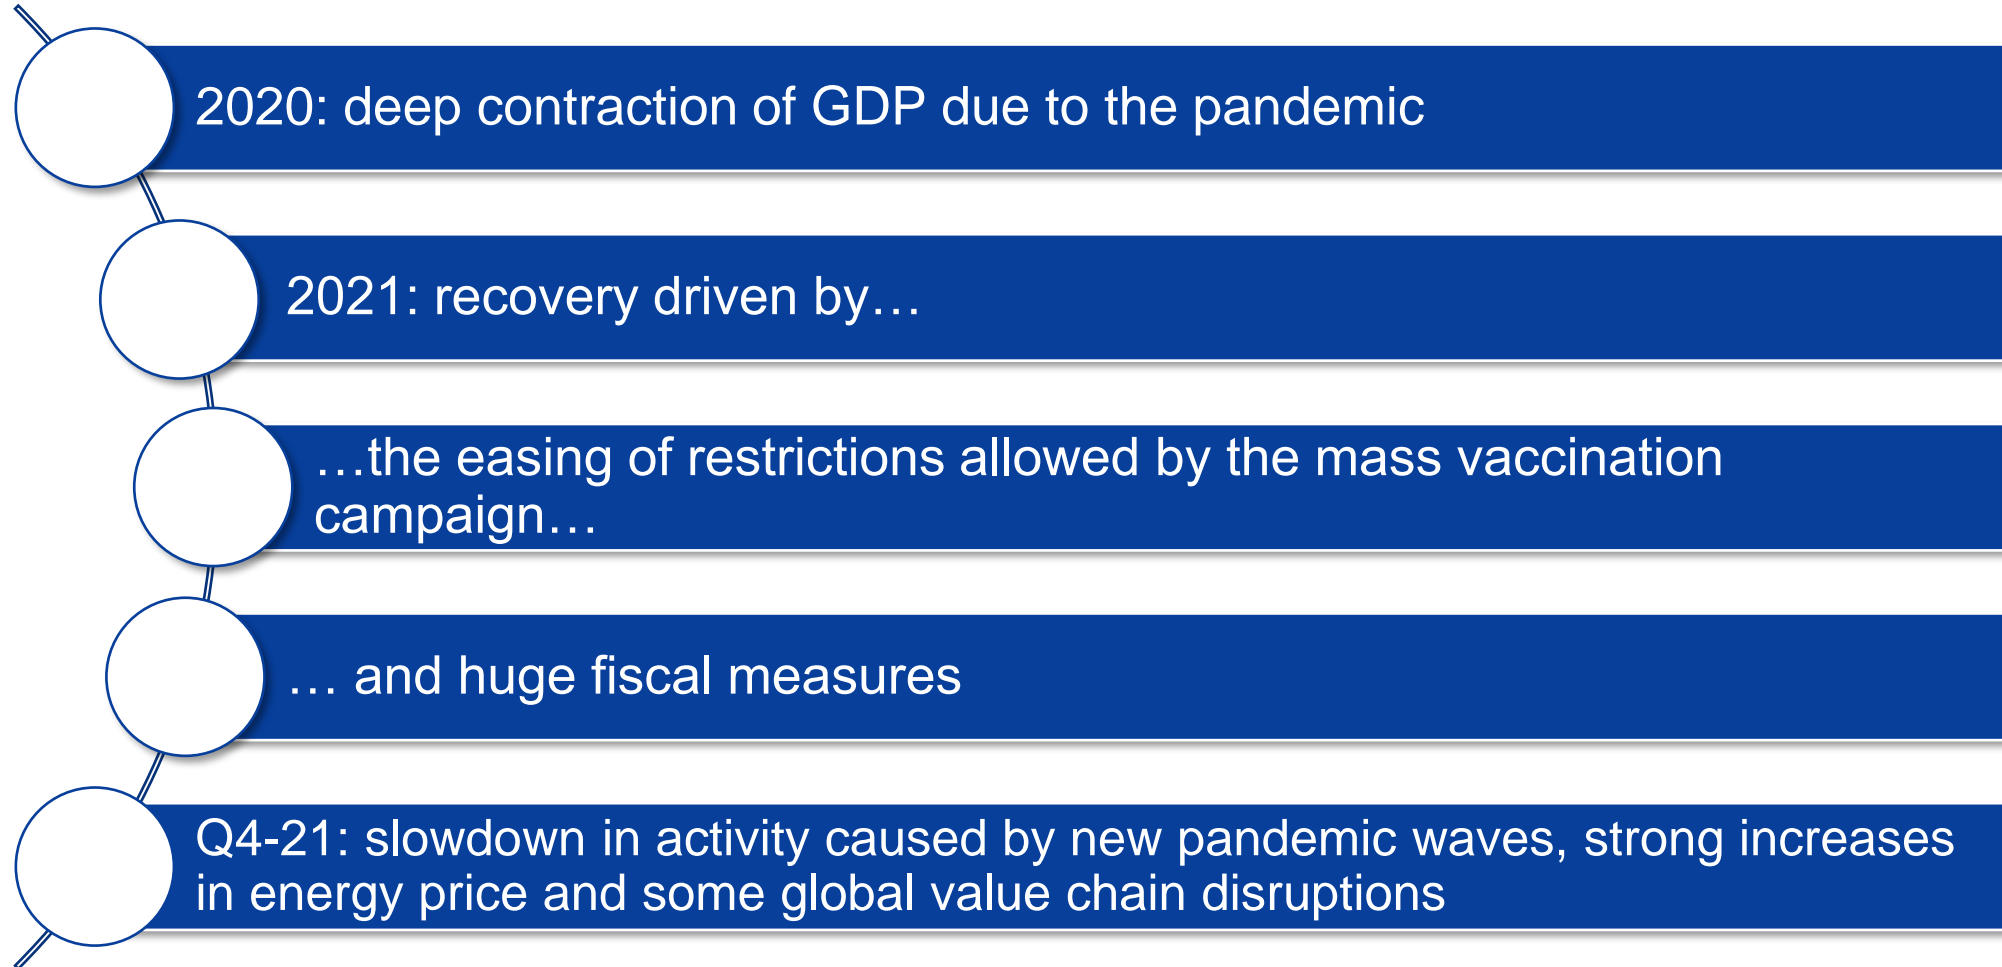 2020: deep contraction of GDP due to the pandemic
2021: recovery driven by…
…the easing of restrictions allowed by the mass vaccination
campaign…
… and huge fiscal measures
Q4-21: slowdown in activity caused by new pandemic waves, strong increases
in energy price and some global value chain disruptions